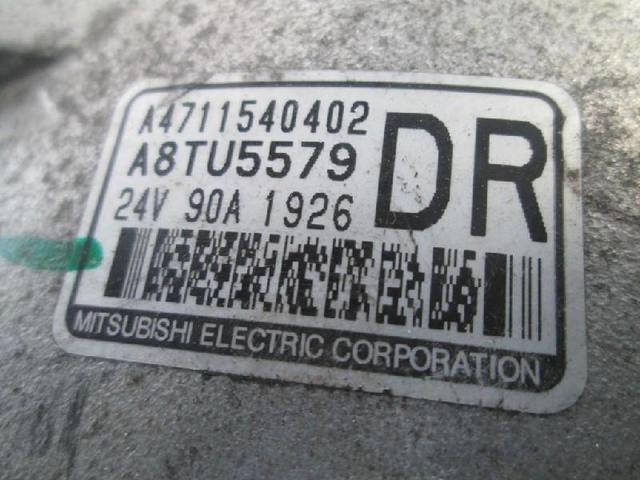 A4711540402
A8TU5579
DR
24V 90A 1926
MITSUBISHI ELECTRIC CORPORATION